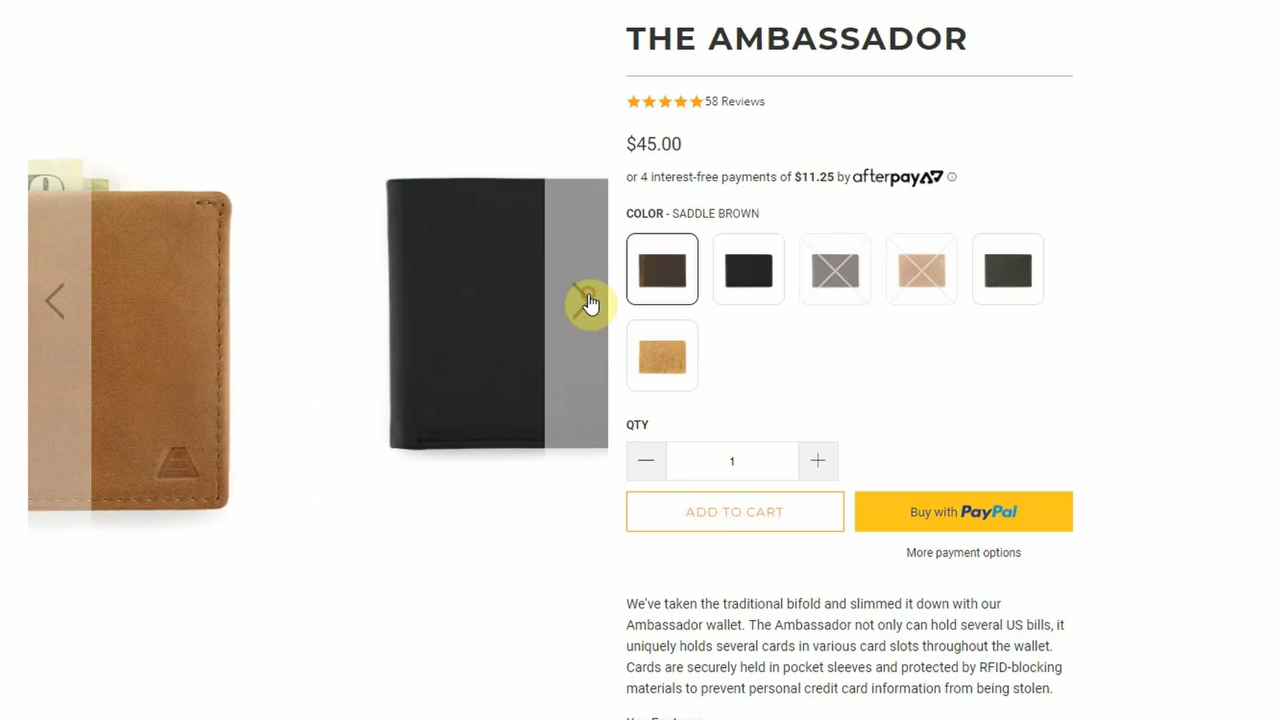 THE AMBASSADOR
58 Reviews
$45.00
or 4 interest-free payments of $11.25 by afterpay
COLOR - SADDLE BROWN
QTY
1
ADD TO CART
Buy with PayPal
More payment options
We've taken the traditional bifold and slimmed it down with our
Ambassador wallet. The Ambassador not only can hold several US bills, it
uniquely holds several cards in various card slots throughout the wallet.
Cards are securely held in pocket sleeves and protected by RFID-blocking
materials to prevent personal credit card information from being stolen.